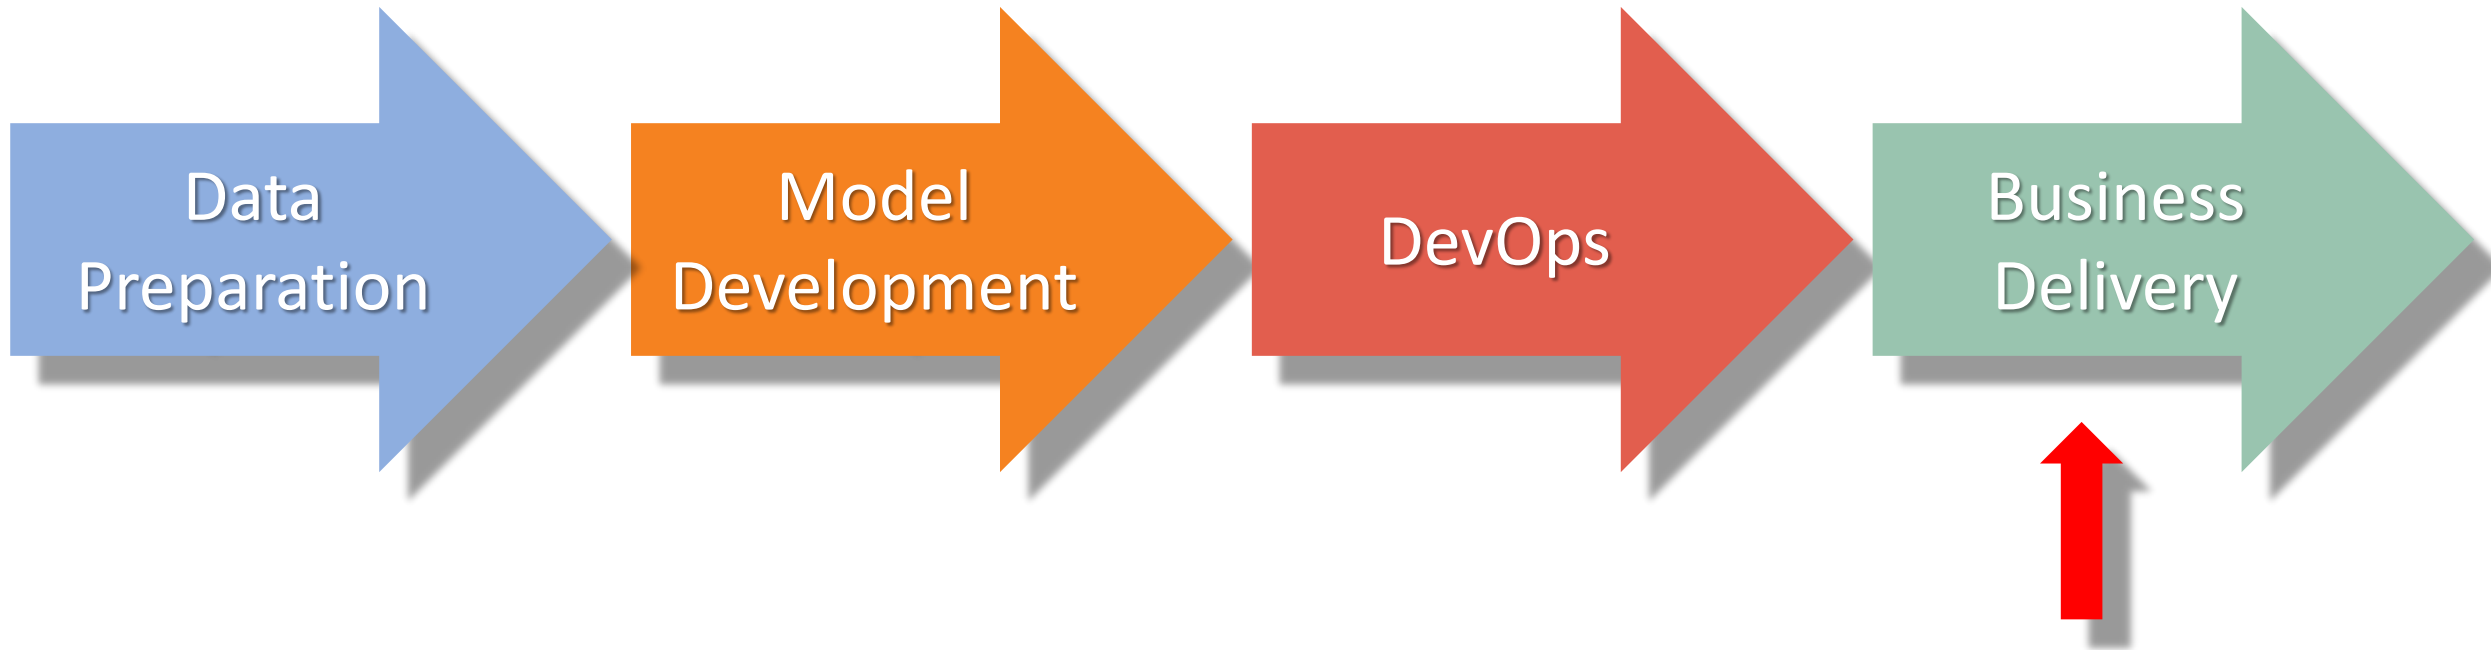 Data
Preparation
Model
Development
DevOps
Business
Delivery